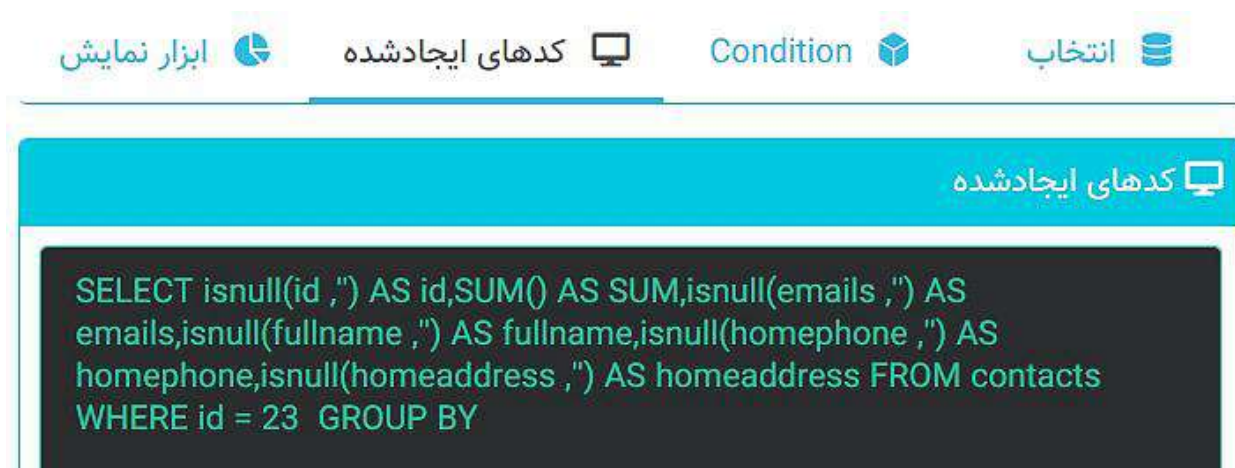 انتخاب
Condition
کدهای ایجادشده
ابزار نمایش
کدهای ایجادشده
SELECT isnull(id ,'') AS id,SUM() AS SUM,isnull(emails ,'') AS
emails,isnull(fullname ,'') AS fullname,isnull(homephone ,'') AS
homephone,isnull(homeaddress ,'') AS homeaddress FROM contacts
WHERE id = 23  GROUP BY